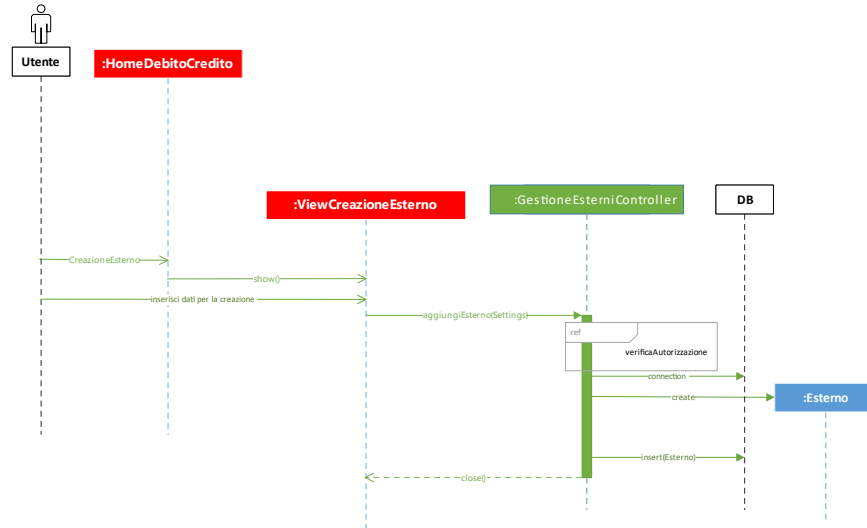 Utente
:HomeDebitoCredito
:ViewCreazioneEsterno
:GestioneEsterniController
DB
CreazioneEsterno
show()
inserisci dati per la creazione
aggiungiEsterno(Settings)
ref
verificaAutorizzazione
connection
create
:Esterno
insert(Esterno)
close()